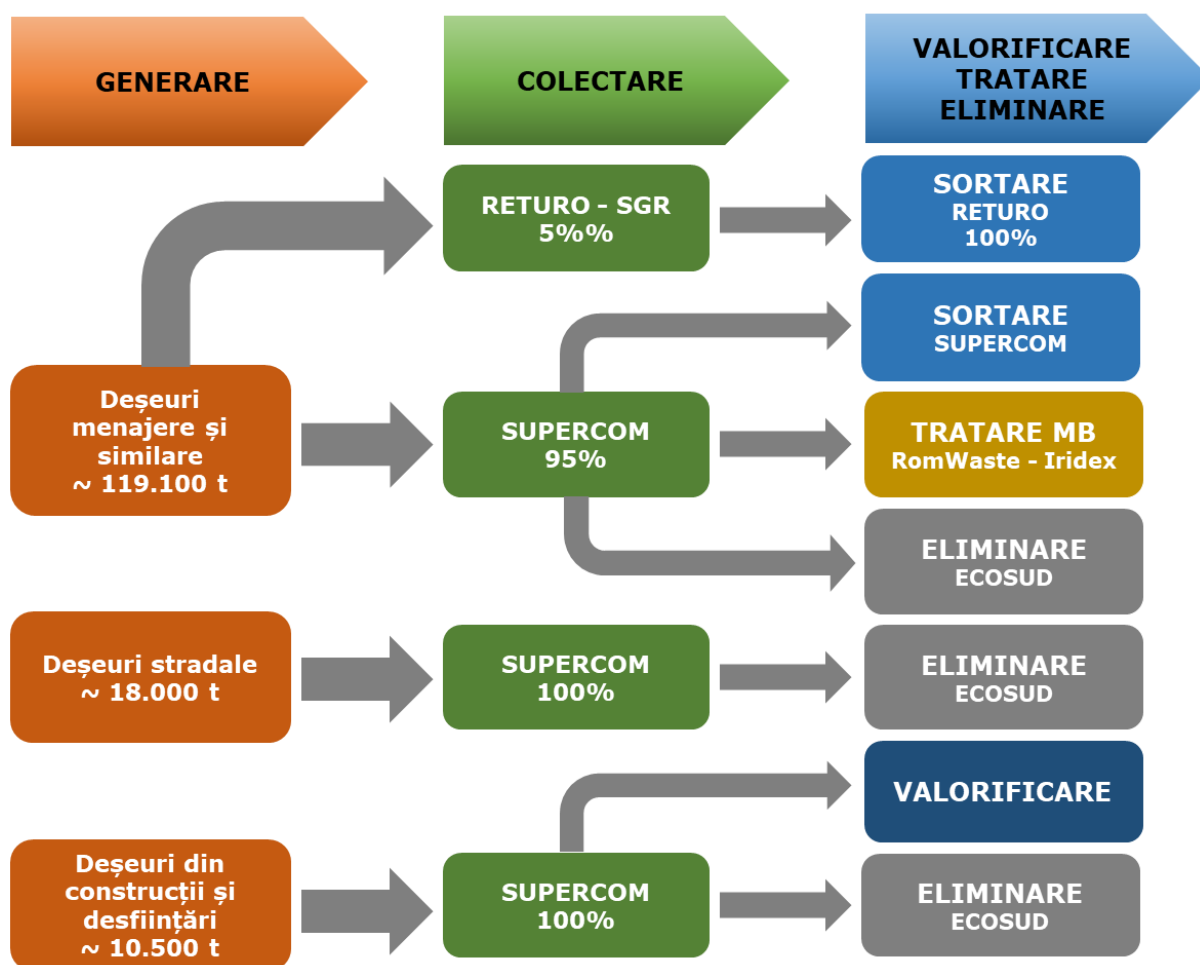 GENERARE
COLECTARE
VALORIFICARE
TRATARE
ELIMINARE
RETURO - SGR
5%%
SORTARE
RETURO
100%
SORTARE
SUPERCOM
Deșeuri
menajere și
similare
~ 119.100 t
SUPERCOM
95%
TRATARE MB
RomWaste - Iridex
ELIMINARE
ECOSUD
Deșeuri stradale
~ 18.000 t
SUPERCOM
100%
ELIMINARE
ECOSUD
VALORIFICARE
Deșeuri din
construcții și
desființări
~ 10.500 t
SUPERCOM
100%
ELIMINARE
ECOSUD